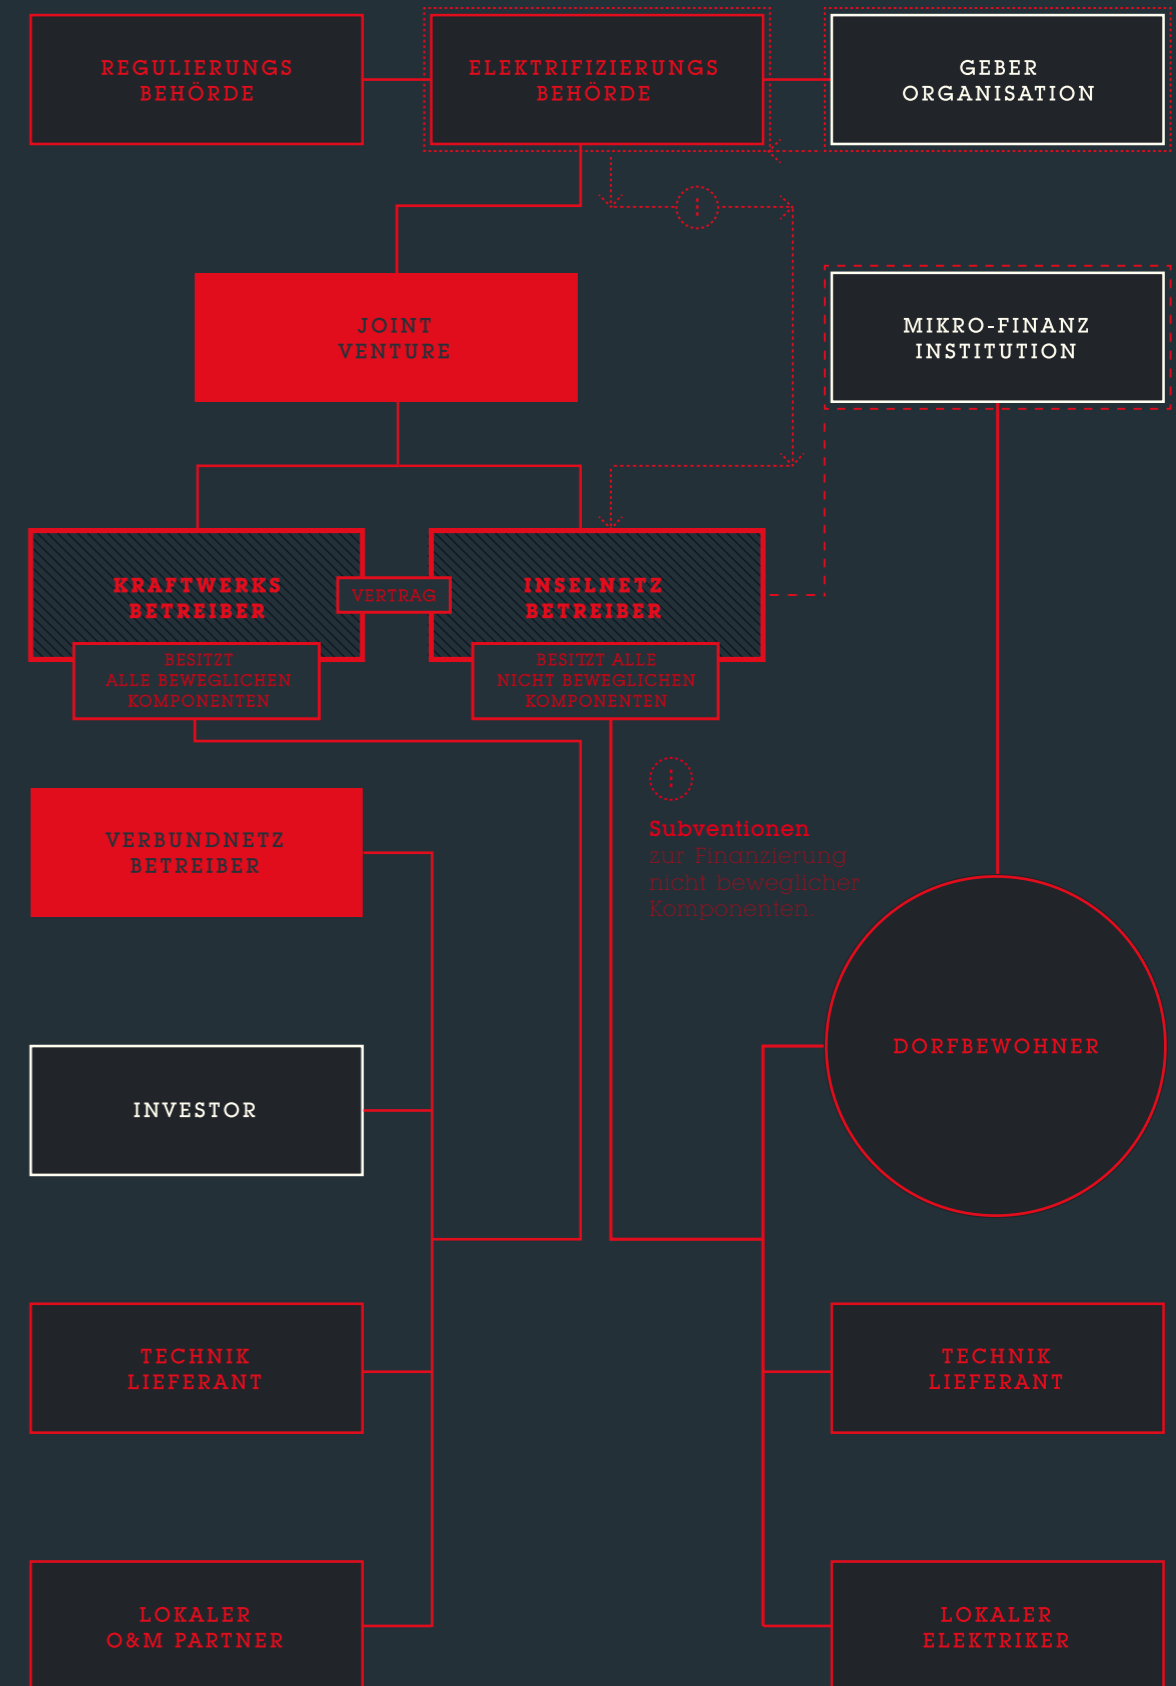 REGULIERUNGS
BEHÖRDE
ELEKTRIFIZIERUNGS
BEHÖRDE
GEBER
ORGANISATION
JOINT
VENTURE
MIKRO-FINANZ
INSTITUTION
KRAFTWERKS
BETREIBER
VERTRAG
INSELNETZ
BETREIBER
BESITZT
ALLE BEWEGLICHEN
KOMPONENTEN
BESITZT ALLE
NICHT BEWEGLICHEN
KOMPONENTEN
VERBUNDNETZ
BETREIBER
Subventionen
zur Finanzierung
nicht beweglicher
Komponenten
INVESTOR
DORFBEWOHNER
TECHNIK
LIEFERANT
TECHNIK
LIEFERANT
LOKALER
O&M PARTNER
LOKALER
ELEKTRIKER